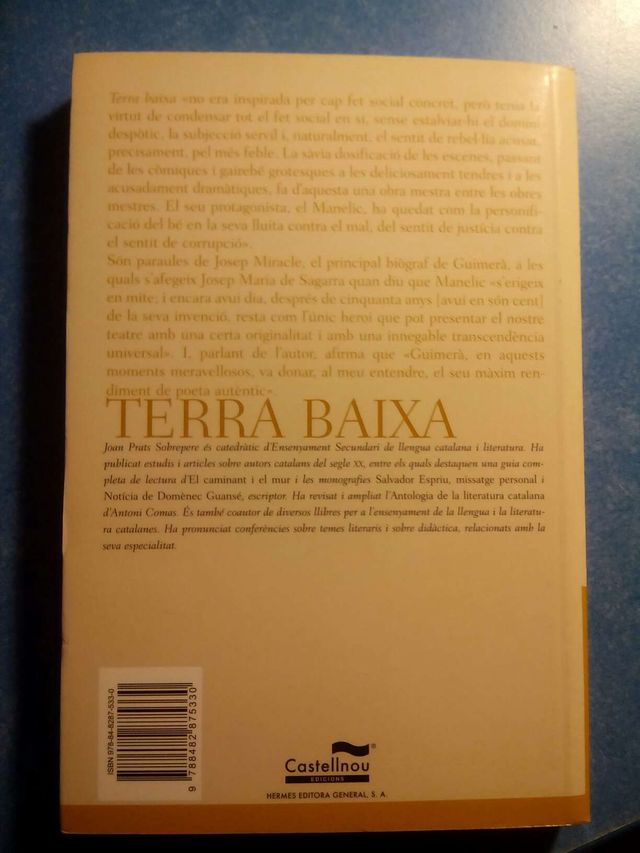 Terra baixa «no era inspirada per cap fet social concret, però tenia la
virtut de condensar tot el fet social en si, sense estalviar-hi el domini
despòtic, la subjecció servil i, naturalment, el sentit de rebel·lia acusat,
precisament, pel més feble. La sàvia dosificació de les escenes, passant
de les còmiques i gairebé grotesques a les deliciosament tendres i a les
acusadament dramàtiques, fa d'aquesta una obra mestra entre les obres
mestres. El seu protagonista, el Manelic, ha quedat com la personifi-
cació del bé en la seva lluita contra el mal, del sentit de justícia contra
el sentit de corrupció».
Són paraules de Josep Miracle, el principal biògraf de Guimerà, a les
quals s'afegeix Josep Maria de Sagarra quan diu que Manelic «s'erigeix
en mite; i encara avui dia, després de cinquanta anys [avui en són cent]
de la seva invenció, resta com l'únic heroi que pot presentar el nostre
teatre amb una certa originalitat i amb una innegable transcendència
universal». I, parlant de l'autor, afirma que «Guimerà, en aquests
moments meravellosos, va donar, al meu entendre, el seu màxim ren-
diment de poeta autèntic».
TERRA BAIXA
Joan Prats Sobrepere és catedràtic d'Ensenyament Secundari de llengua catalana i literatura. Ha
publicat estudis i articles sobre autors catalans del segle XX, entre els quals destaquen una guia com-
pleta de lectura d'El caminant i el mur i les monografies Salvador Espriu, missatge personal i
Notícia de Domènec Guansé, escriptor. Ha revisat i ampliat l'Antologia de la literatura catalana
d'Antoni Comas. És també coautor de diversos llibres per a l'ensenyament de la llengua i la literatu-
ra catalanes. Ha pronunciat conferències sobre temes literaris i sobre didàctica, relacionats amb la
seva especialitat.
ISBN 978-84-8287-533-0
9 788482 875330
Castellnou®
EDICIONS
HERMES EDITORA GENERAL, S. A.